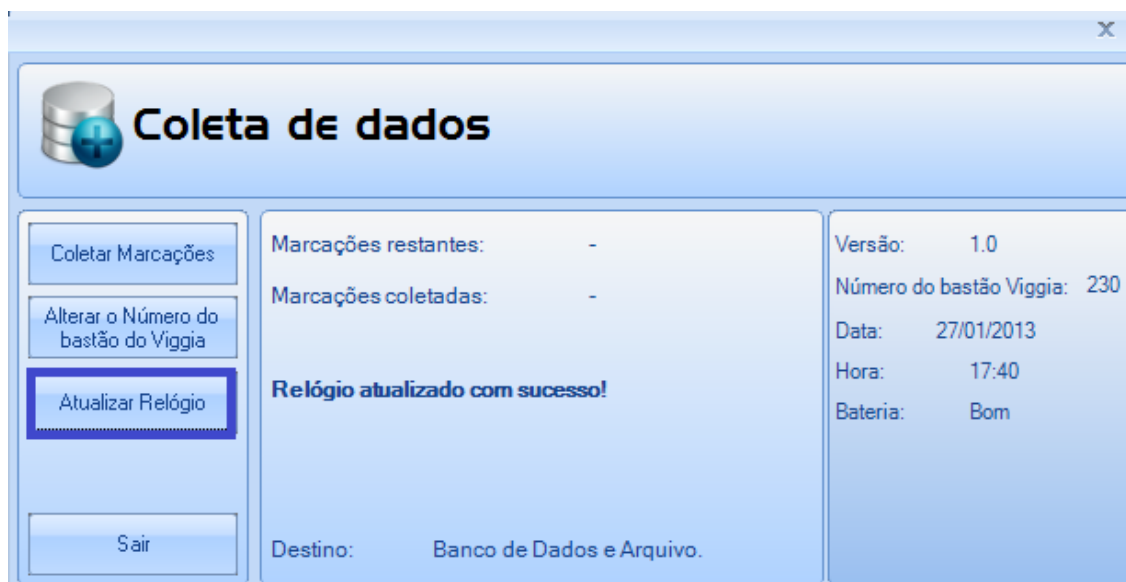 X
Coleta de dados
Coletar Marcações
Alterar o Número do
bastão do Viggia
Atualizar Relógio
Sair
Marcações restantes: -
Marcações coletadas: -
Relógio atualizado com sucesso!
Destino: Banco de Dados e Arquivo.
Versão: 1.0
Número do bastão Viggia: 230
Data: 27/01/2013
Hora: 17:40
Bateria: Bom